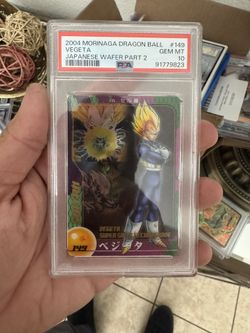 2004 MORINAGA DRAGON BALL #149
VEGETA GEM MT
JAPANESE WAFER PART 2 10
PSA 91779823
VEGETA
ベジータ
149